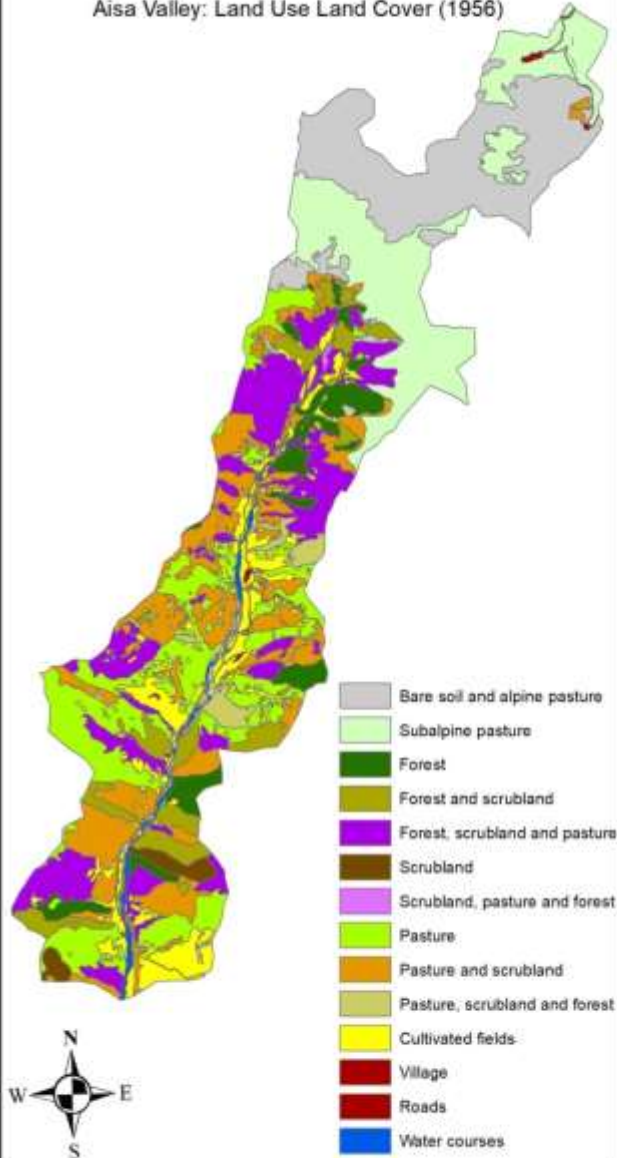 Aisa Valley: Land Use Land Cover (1956)
Bare soil and alpine pasture
Subalpine pasture
Forest
Forest and scrubland
Forest, scrubland and pasture
Scrubland
Scrubland, pasture and forest
Pasture
Pasture and scrubland
Pasture, scrubland and forest
Cultivated fields
Village
Roads
Water courses
N
W E
S